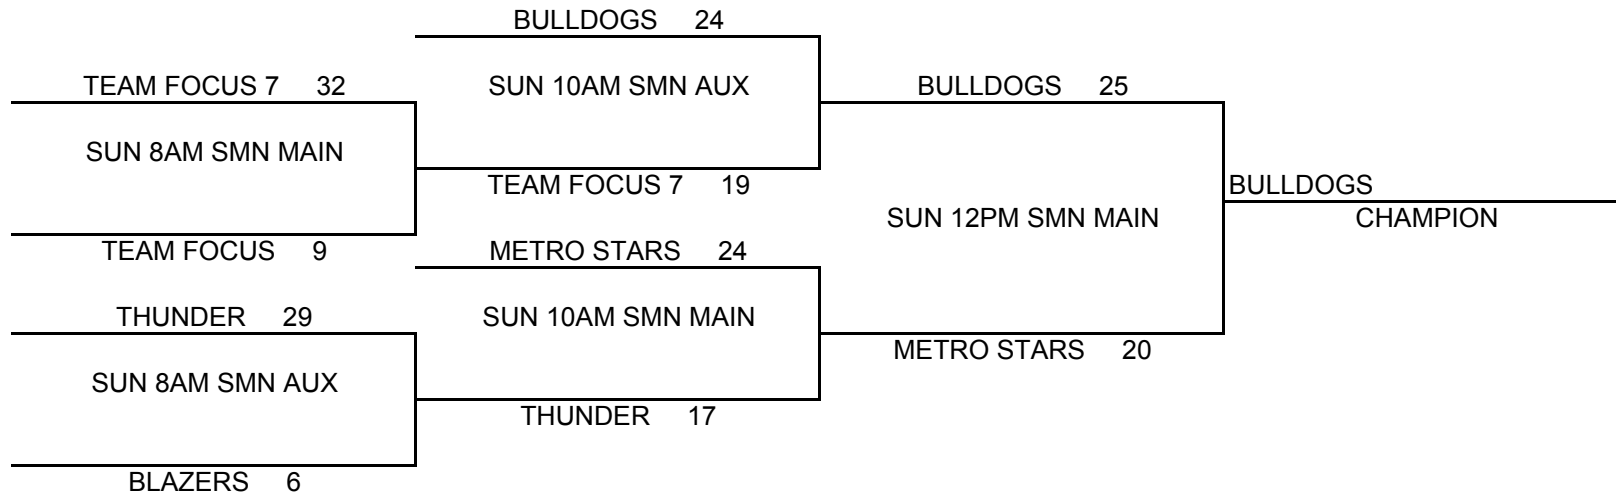 BULLDOGS 24
TEAM FOCUS 7 32
SUN 10AM SMN AUX
BULLDOGS 25
SUN 8AM SMN MAIN
TEAM FOCUS 7 19
BULLDOGS
SUN 12PM SMN MAIN
CHAMPION
TEAM FOCUS 9
METRO STARS 24
THUNDER 29
SUN 10AM SMN MAIN
METRO STARS 20
SUN 8AM SMN AUX
THUNDER 17
BLAZERS 6